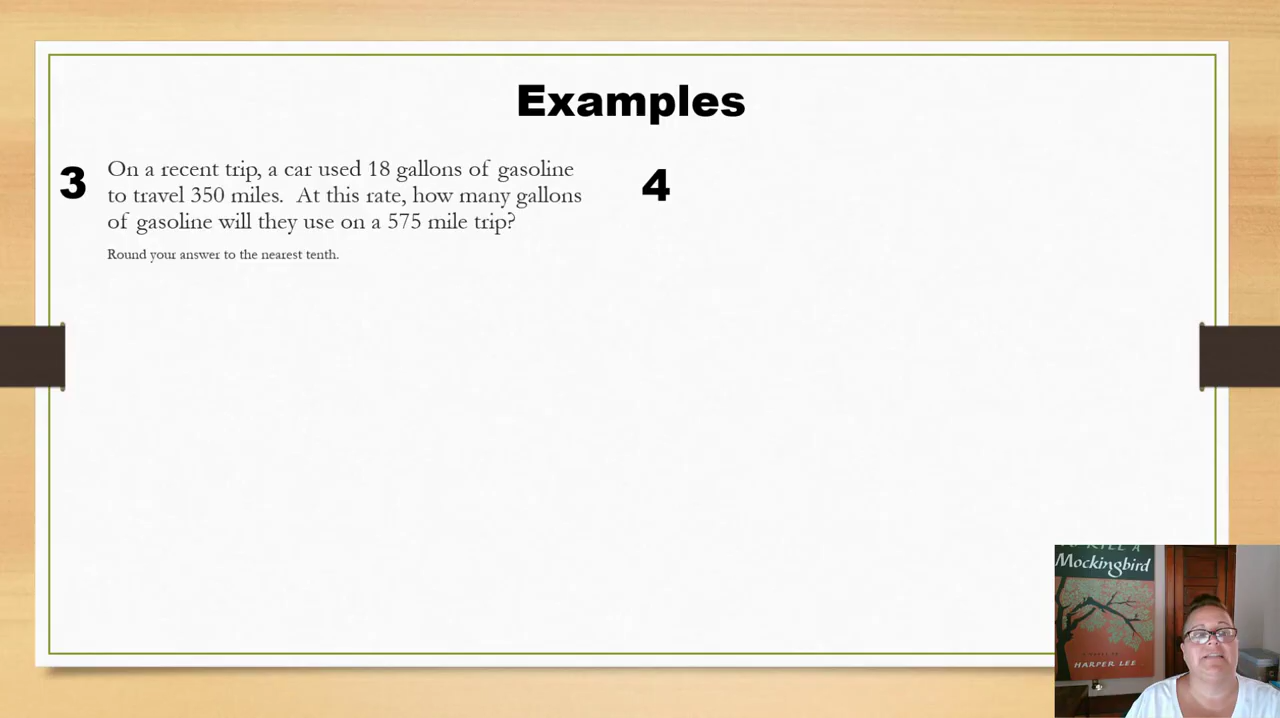 Examples
3
On a recent trip, a car used 18 gallons of gasoline
to travel 350 miles. At this rate, how many gallons
of gasoline will they use on a 575 mile trip?
Round your answer to the nearest tenth.
4
Mockingbird
HARPER LEE